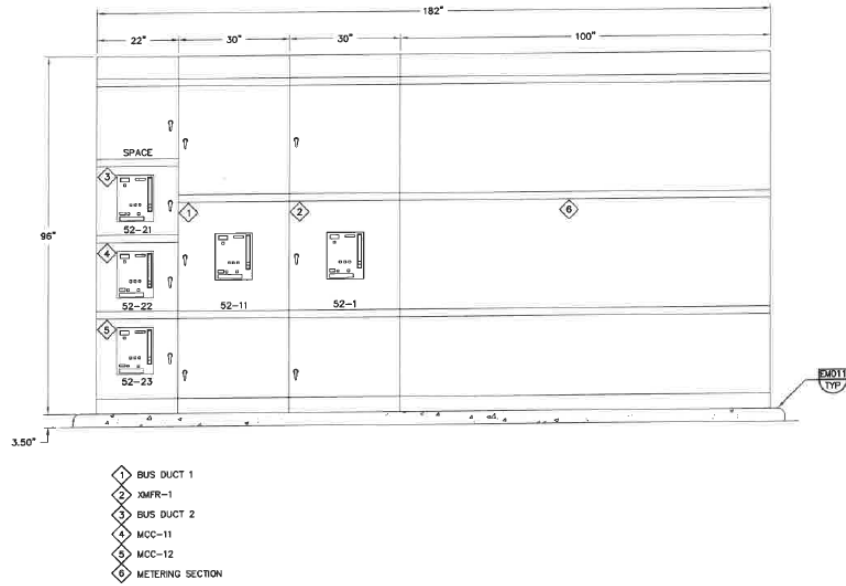 182"
22" 30" 30" 100"
SPACE
3
1
2
6
52-21
96"
4
52-11
52-1
52-22
5
52-23
EM011
TYP
3.50"
1 BUS DUCT 1
2 XMFR-1
3 BUS DUCT 2
4 MCC-11
5 MCC-12
6 METERING SECTION